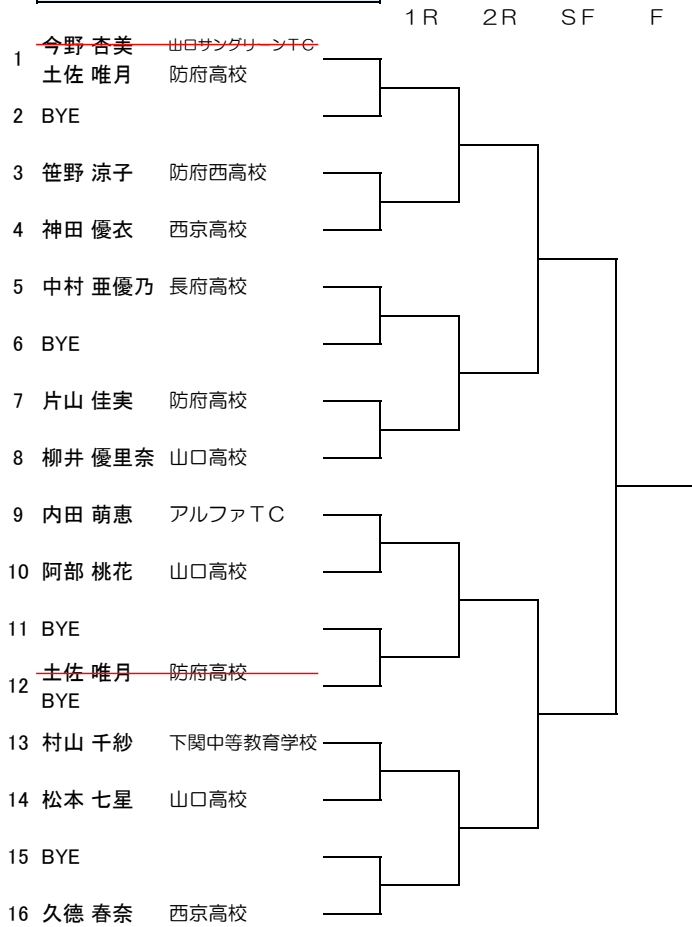 １Ｒ ２Ｒ ＳＦ Ｆ
今野 杏美 山口サングリーンＴＣ
1
土佐 唯月 防府高校
2 BYE
3 笹野 涼子 防府西高校
4 神田 優衣 西京高校
5 中村 亜優乃 長府高校
6 BYE
7 片山 佳実 防府高校
8 柳井 優里奈 山口高校
9 内田 萌恵 アルファＴＣ
10 阿部 桃花 山口高校
11 BYE
土佐 唯月 防府高校
12
BYE
13 村山 千紗 下関中等教育学校
14 松本 七星 山口高校
15 BYE
16 久德 春奈 西京高校